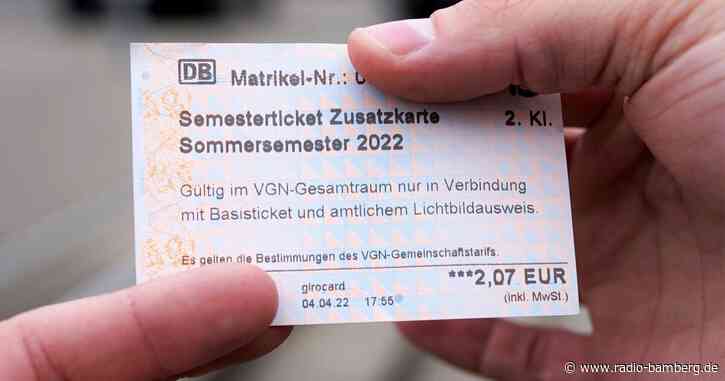 DB Matrikel-Nr.:
Semesterticket Zusatzkarte 2. Kl.
Sommersemester 2022
Gültig im VGN-Gesamtraum nur in Verbindung
mit Basisticket und amtlichem Lichtbildausweis.
Es gelten die Bestimmungen des VGN-Gemeinschaftstarifs.
girocard ***2,07 EUR
04.04.22 17:55 (inkl. MwSt.)
© www.radio-bamberg.de